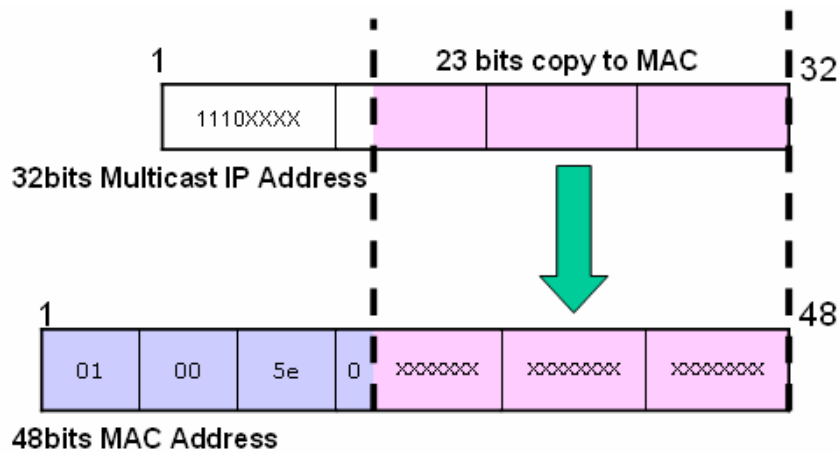 1 23 bits copy to MAC 32
1110XXXX
32bits Multicast IP Address
1 48
01 00 5e 0 XXXXXXX XXXXXXXX XXXXXXXX
48bits MAC Address